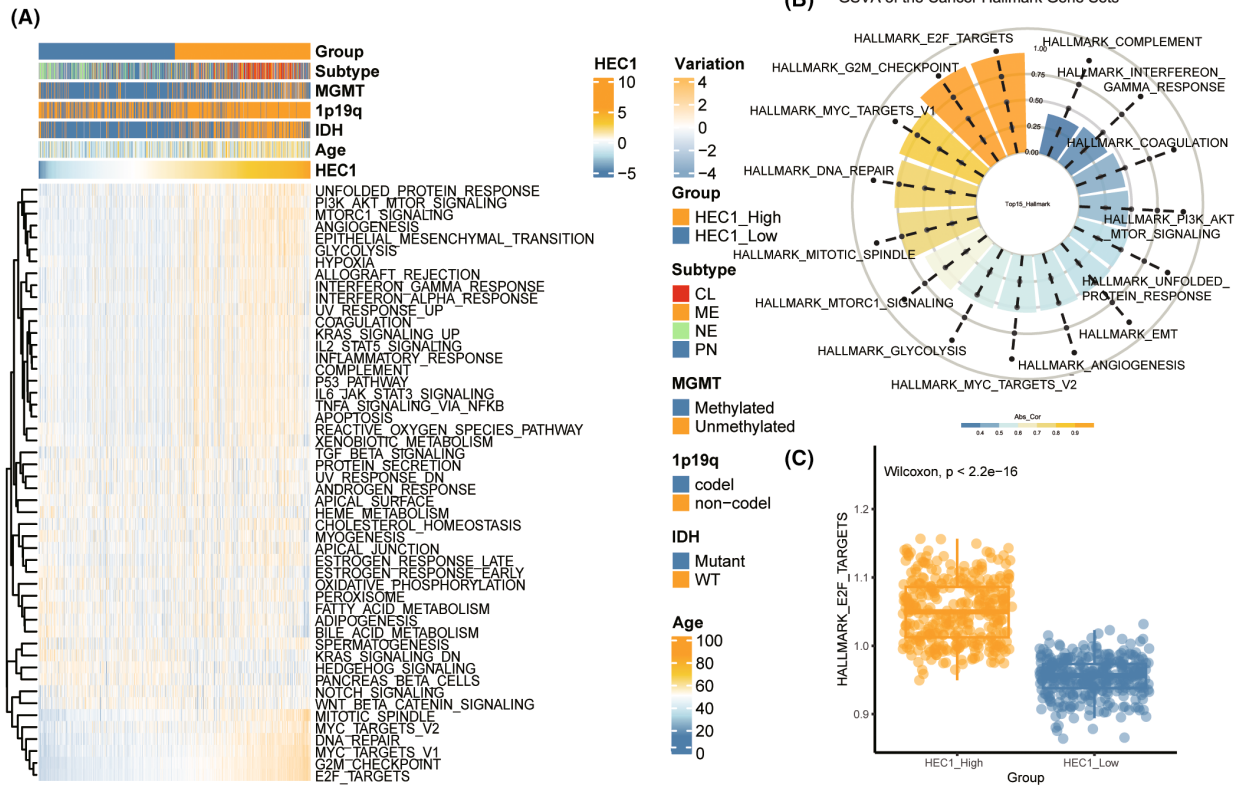 (A)
Group
Subtype
MGMT
1p19q
IDH
Age
HEC1
UNFOLDED_PROTEIN_RESPONSE
PI3K_AKT_MTOR_SIGNALING
MTORC1_SIGNALING
ANGIOGENESIS
EPITHELIAL_MESENCHYMAL_TRANSITION
GLYCOLYSIS
HYPOXIA
ALLOGRAFT_REJECTION
INTERFERON_GAMMA_RESPONSE
INTERFERON_ALPHA_RESPONSE
UV_RESPONSE_UP
COAGULATION
KRAS_SIGNALING_UP
IL2_STAT5_SIGNALING
INFLAMMATORY_RESPONSE
COMPLEMENT
P53_PATHWAY
IL6_JAK_STAT3_SIGNALING
TNFA_SIGNALING_VIA_NFKB
APOPTOSIS
REACTIVE_OXYGEN_SPECIES_PATHWAY
XENOBIOTIC_METABOLISM
TGF_BETA_SIGNALING
PROTEIN_SECRETION
UV_RESPONSE_DN
ANDROGEN_RESPONSE
APICAL_SURFACE
HEME_METABOLISM
CHOLESTEROL_HOMEOSTASIS
MYOGENESIS
APICAL_JUNCTION
ESTROGEN_RESPONSE_LATE
ESTROGEN_RESPONSE_EARLY
OXIDATIVE_PHOSPHORYLATION
PEROXISOME
FATTY_ACID_METABOLISM
ADIPOGENESIS
BILE_ACID_METABOLISM
SPERMATOGENESIS
KRAS_SIGNALING_DN
HEDGEHOG_SIGNALING
PANCREAS_BETA_CELLS
NOTCH_SIGNALING
WNT_BETA_CATENIN_SIGNALING
MITOTIC_SPINDLE
MYC_TARGETS_V2
DNA_REPAIR
MYC_TARGETS_V1
G2M_CHECKPOINT
E2F_TARGETS
HEC1
10
5
0
−5
Variation
4
2
0
−2
−4
Group
HEC1_High
HEC1_Low
Subtype
CL
ME
NE
PN
MGMT
Methylated
Unmethylated
1p19q
codel
non−codel
IDH
Mutant
WT
Age
100
80
60
40
20
0
(B)
GSVA of the Cancer Hallmark Gene Sets
HALLMARK_E2F_TARGETS
HALLMARK_COMPLEMENT
HALLMARK_G2M_CHECKPOINT
HALLMARK_INTERFEREON_
GAMMA_RESPONSE
HALLMARK_MYC_TARGETS_V1
HALLMARK_COAGULATION
HALLMARK_DNA_REPAIR
HALLMARK_PI3K_AKT
_MTOR_SIGNALING
HALLMARK_MITOTIC_SPINDLE
HALLMARK_UNFOLDED_
PROTEIN_RESPONSE
HALLMARK_MTORC1_SIGNALING
HALLMARK_EMT
HALLMARK_GLYCOLYSIS
HALLMARK_ANGIOGENESIS
HALLMARK_MYC_TARGETS_V2
1.00
0.75
0.50
0.25
0.00
Top15_Hallmark
Abs_Cor
0.4 0.5 0.6 0.7 0.8 0.9
(C)
Wilcoxon, p < 2.2e−16
HALLMARK_E2F_TARGETS
1.2
1.1
1.0
0.9
HEC1_High HEC1_Low
Group